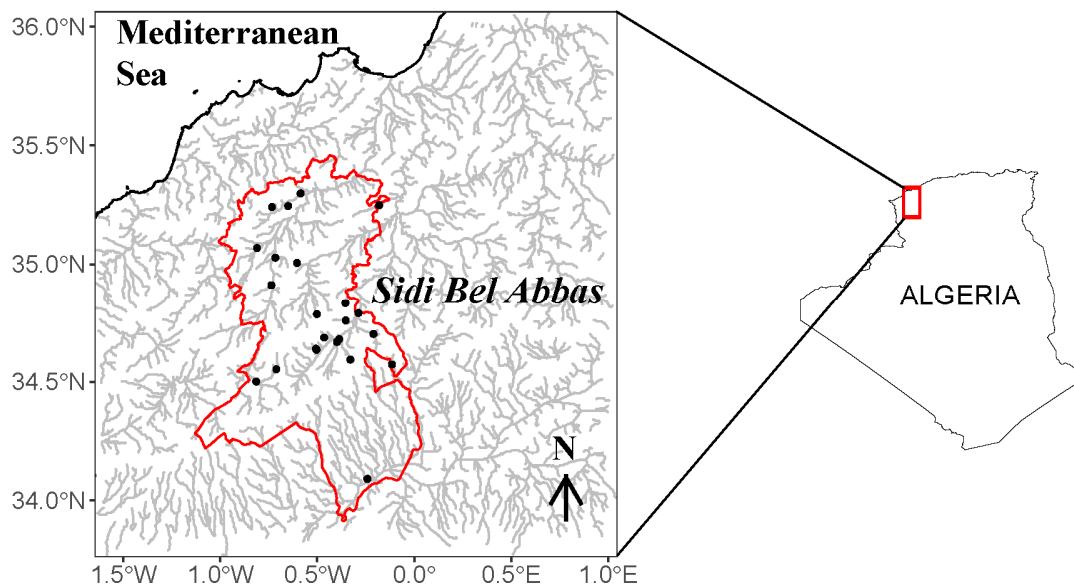 36.0°N
Mediterranean
Sea
35.5°N
35.0°N
Sidi Bel Abbas
ALGERIA
34.5°N
N
34.0°N
1.5°W 1.0°W 0.5°W 0.0° 0.5°E 1.0°E